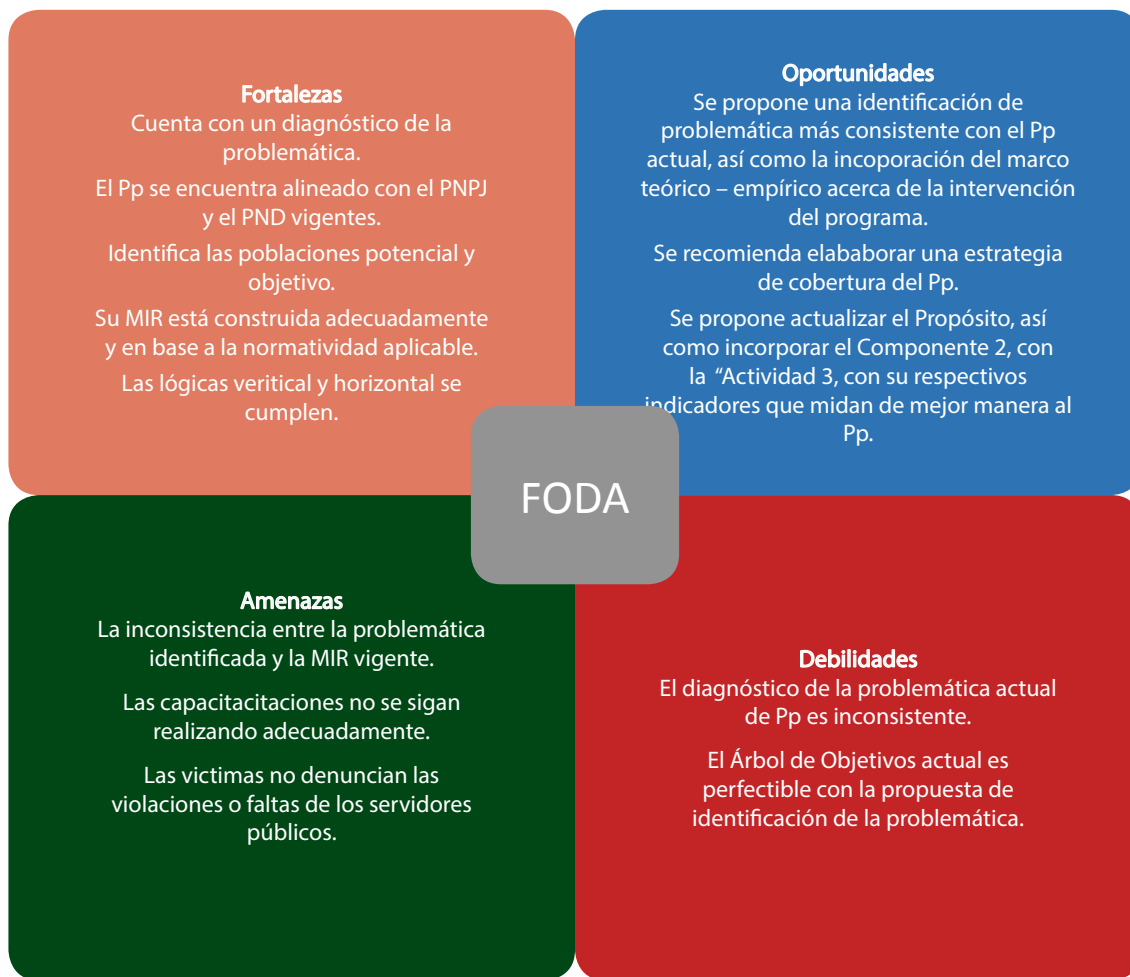 Fortalezas
Cuenta con un diagnóstico de la
problemática.
El Pp se encuentra alineado con el PNPJ
y el PND vigentes.
Identifica las poblaciones potencial y
objetivo.
Su MIR está construida adecuadamente
y en base a la normatividad aplicable.
Las lógicas veritical y horizontal se
cumplen.
Oportunidades
Se propone una identificación de
problemática más consistente con el Pp
actual, así como la incoporación del marco
teórico – empírico acerca de la intervención
del programa.
Se recomienda elababorar una estrategia
de cobertura del Pp.
Se propone actualizar el Propósito, así
como incorporar el Componente 2, con
la “Actividad 3, con su respectivos
indicadores que midan de mejor manera al
Pp.
FODA
Amenazas
La inconsistencia entre la problemática
identificada y la MIR vigente.
Las capacitacitaciones no se sigan
realizando adecuadamente.
Las victimas no denuncian las
violaciones o faltas de los servidores
públicos.
Debilidades
El diagnóstico de la problemática actual
de Pp es inconsistente.
El Árbol de Objetivos actual es
perfectible con la propuesta de
identificación de la problemática.